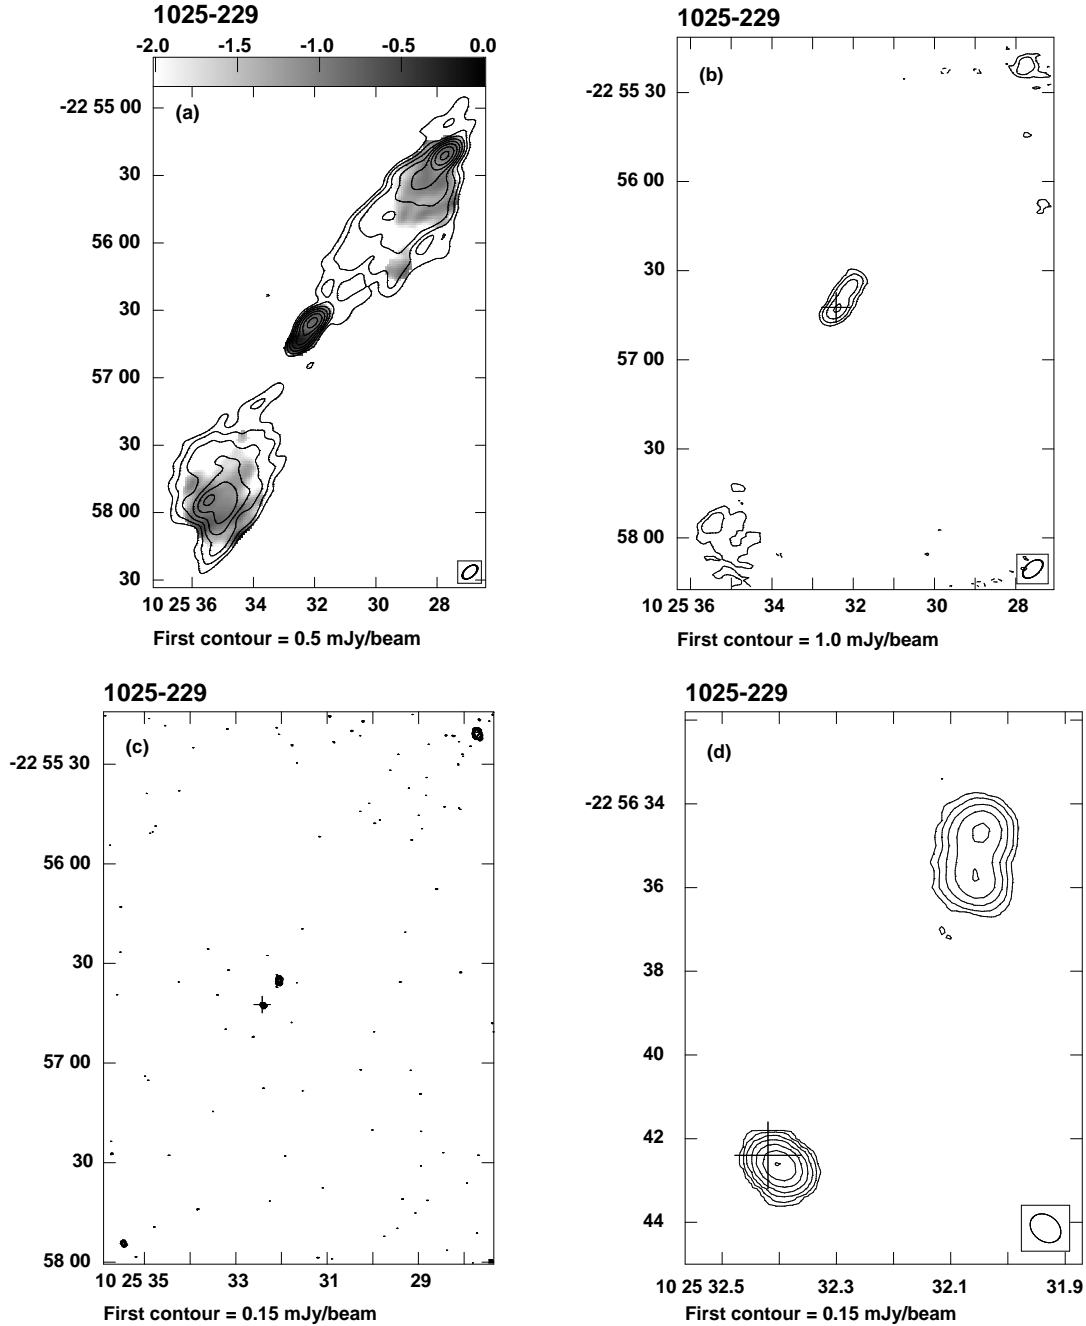 1025-229
-2.0 -1.5 -1.0 -0.5 0.0
(a)
-22 55 00
30
56 00
30
57 00
30
58 00
30
10 25 36 34 32 30 28
First contour = 0.5 mJy/beam
1025-229
(b)
-22 55 30
56 00
30
57 00
30
58 00
10 25 36 34 32 30 28
First contour = 1.0 mJy/beam
1025-229
(c)
-22 55 30
56 00
30
57 00
30
58 00
10 25 35 33 31 29
First contour = 0.15 mJy/beam
1025-229
(d)
-22 56 34
36
38
40
42
44
10 25 32.5 32.3 32.1 31.9
First contour = 0.15 mJy/beam